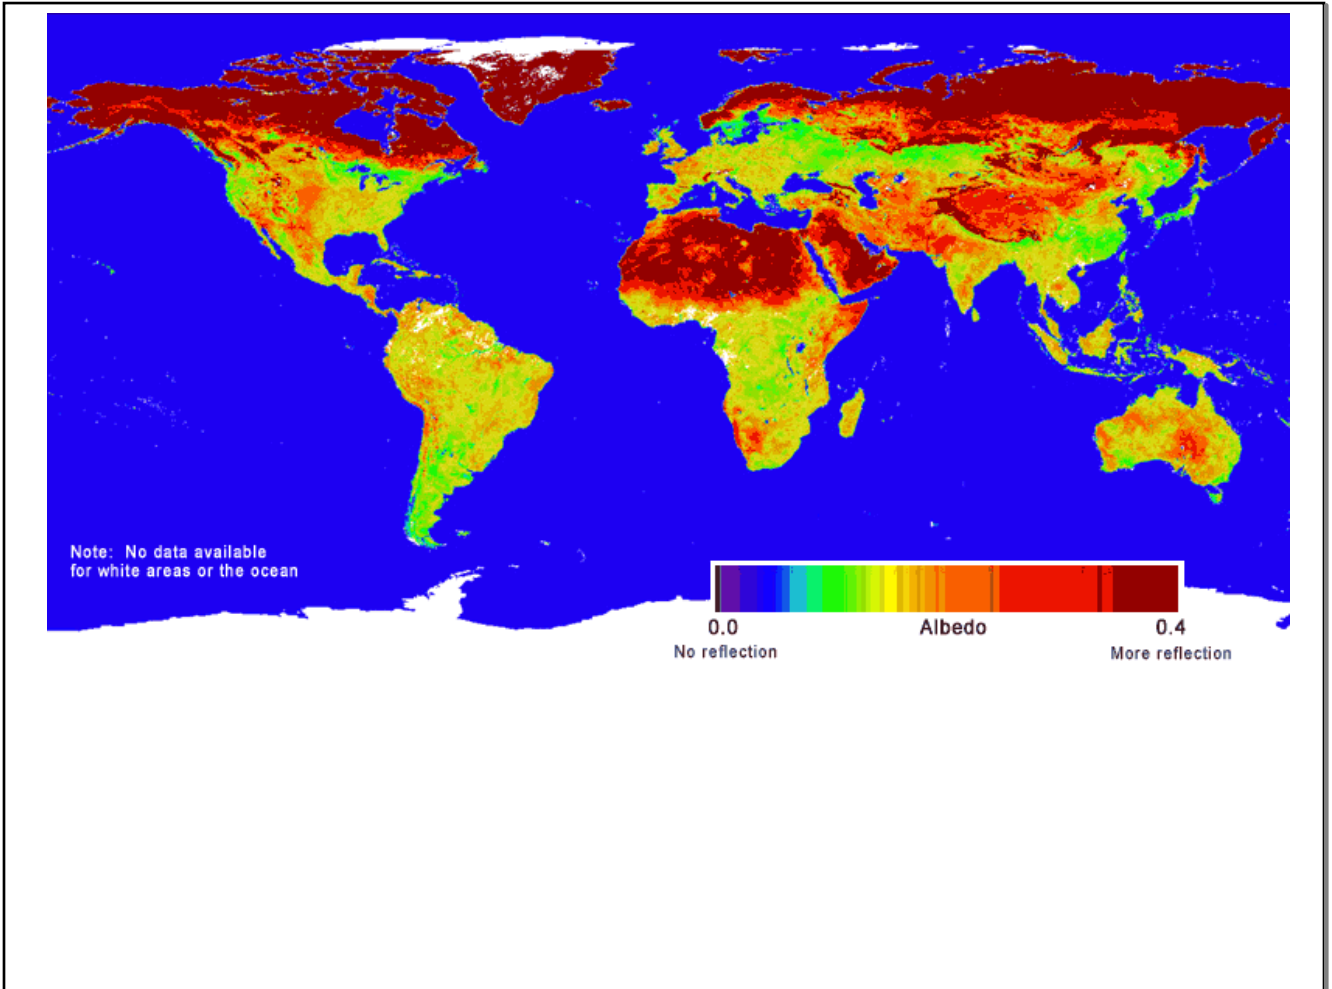 Note: No data available
for white areas or the ocean
0.0 Albedo 0.4
No reflection More reflection